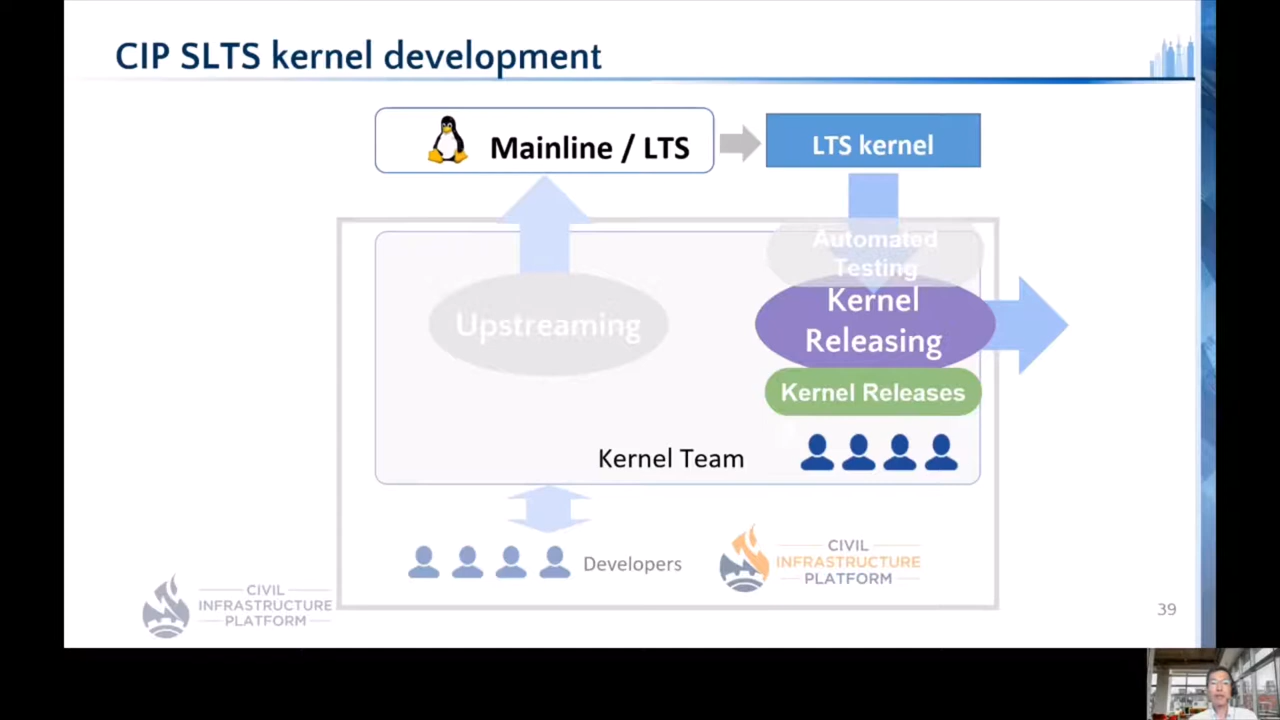 CIP SLTS kernel development
Mainline / LTS
LTS kernel
Automated
Testing
Upstreaming
Kernel
Releasing
Kernel Releases
Kernel Team
Developers
CIVIL
INFRASTRUCTURE
PLATFORM
CIVIL
INFRASTRUCTURE
PLATFORM
39